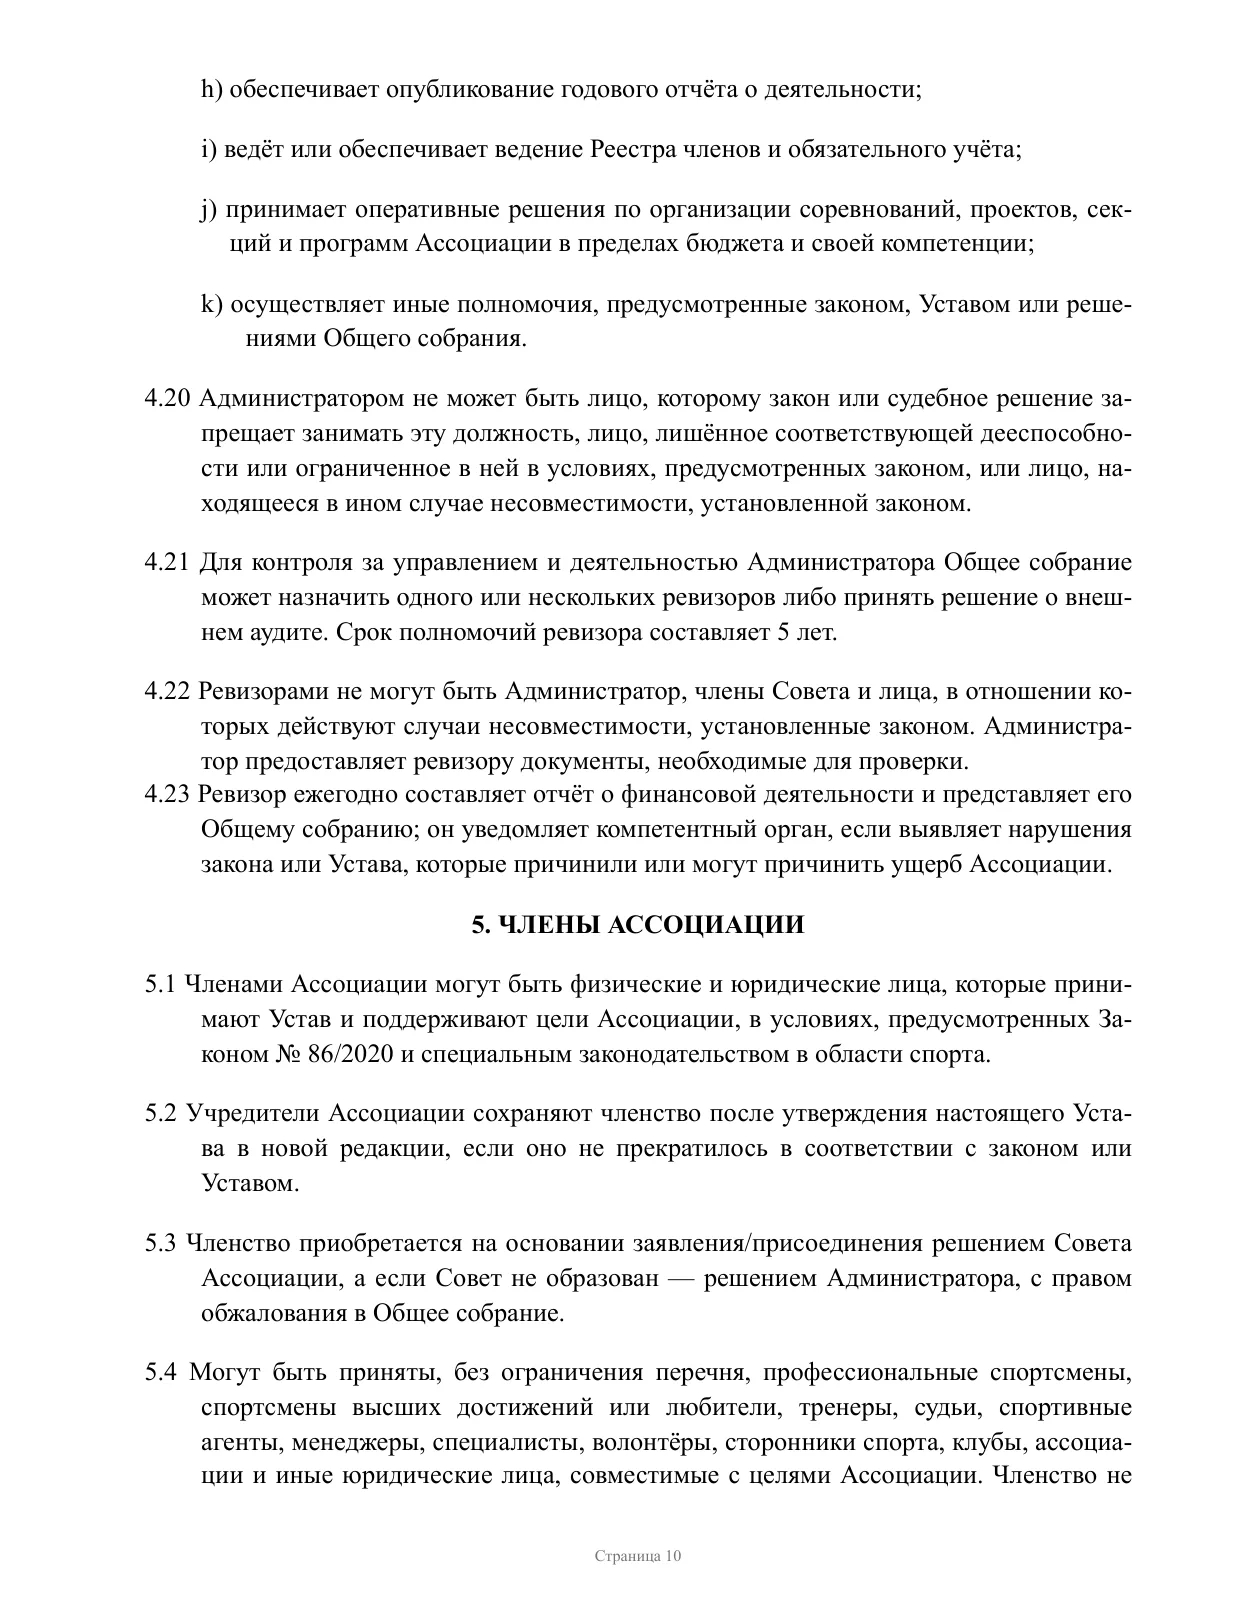 h) обеспечивает опубликование годового отчёта о деятельности;
i) ведёт или обеспечивает ведение Реестра членов и обязательного учёта;
j) принимает оперативные решения по организации соревнований, проектов, сек-
ций и программ Ассоциации в пределах бюджета и своей компетенции;
k) осуществляет иные полномочия, предусмотренные законом, Уставом или реше-
ниями Общего собрания.
4.20 Администратором не может быть лицо, которому закон или судебное решение за-
прещает занимать эту должность, лицо, лишённое соответствующей дееспособно-
сти или ограниченное в ней в условиях, предусмотренных законом, или лицо, на-
ходящееся в ином случае несовместимости, установленной законом.
4.21 Для контроля за управлением и деятельностью Администратора Общее собрание
может назначить одного или нескольких ревизоров либо принять решение о внеш-
нем аудите. Срок полномочий ревизора составляет 5 лет.
4.22 Ревизорами не могут быть Администратор, члены Совета и лица, в отношении ко-
торых действуют случаи несовместимости, установленные законом. Администра-
тор предоставляет ревизору документы, необходимые для проверки.
4.23 Ревизор ежегодно составляет отчёт о финансовой деятельности и представляет его
Общему собранию; он уведомляет компетентный орган, если выявляет нарушения
закона или Устава, которые причинили или могут причинить ущерб Ассоциации.
5. ЧЛЕНЫ АССОЦИАЦИИ
5.1 Членами Ассоциации могут быть физические и юридические лица, которые прини-
мают Устав и поддерживают цели Ассоциации, в условиях, предусмотренных За-
коном № 86/2020 и специальным законодательством в области спорта.
5.2 Учредители Ассоциации сохраняют членство после утверждения настоящего Уста-
ва в новой редакции, если оно не прекратилось в соответствии с законом или
Уставом.
5.3 Членство приобретается на основании заявления/присоединения решением Совета
Ассоциации, а если Совет не образован — решением Администратора, с правом
обжалования в Общее собрание.
5.4 Могут быть приняты, без ограничения перечня, профессиональные спортсмены,
спортсмены высших достижений или любители, тренеры, судьи, спортивные
агенты, менеджеры, специалисты, волонтёры, сторонники спорта, клубы, ассоциа-
ции и иные юридические лица, совместимые с целями Ассоциации. Членство не
Страница 10